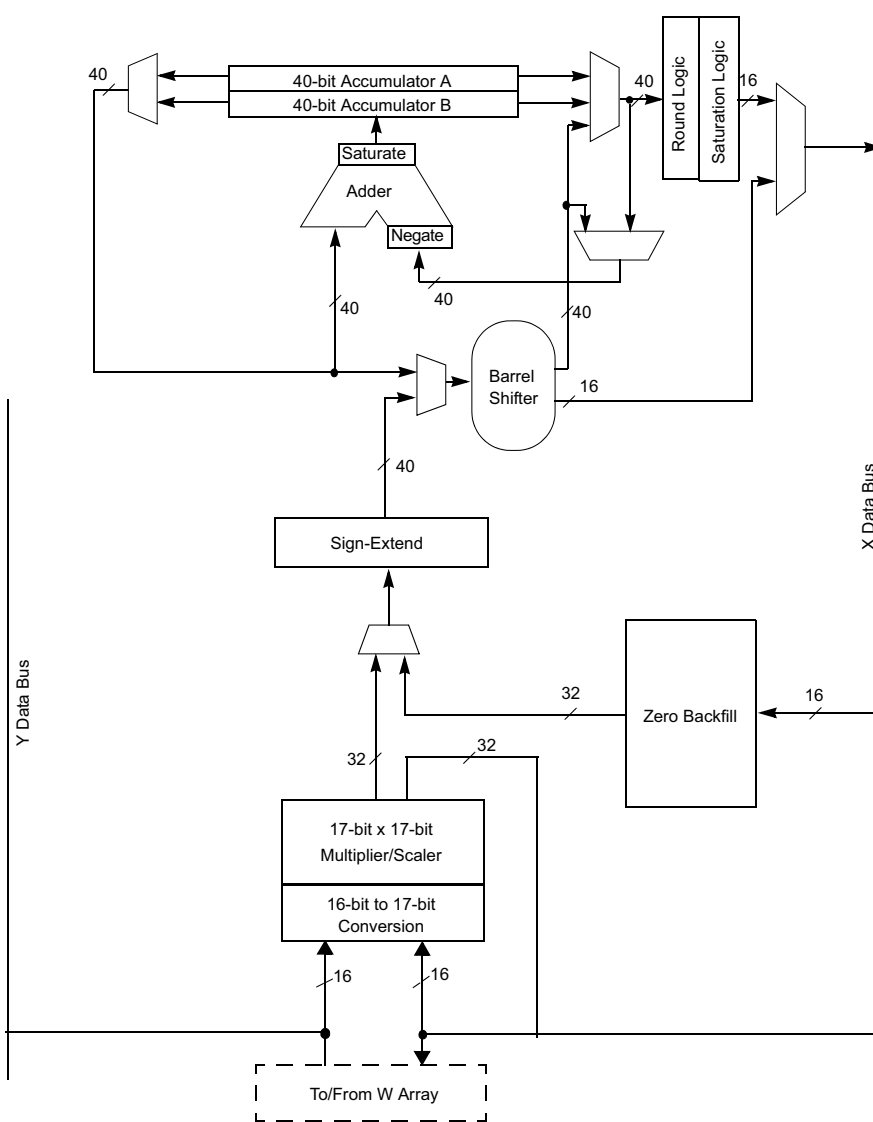 40
40-bit Accumulator A
40-bit Accumulator B
40
Round Logic
Saturation Logic
16
Saturate
Adder
Negate
40
40
40
Barrel
Shifter
16
40
X Data Bus
Sign-Extend
Y Data Bus
32
Zero Backfill
16
32
32
17-bit x 17-bit
Multiplier/Scaler
16-bit to 17-bit
Conversion
16
16
To/From W Array